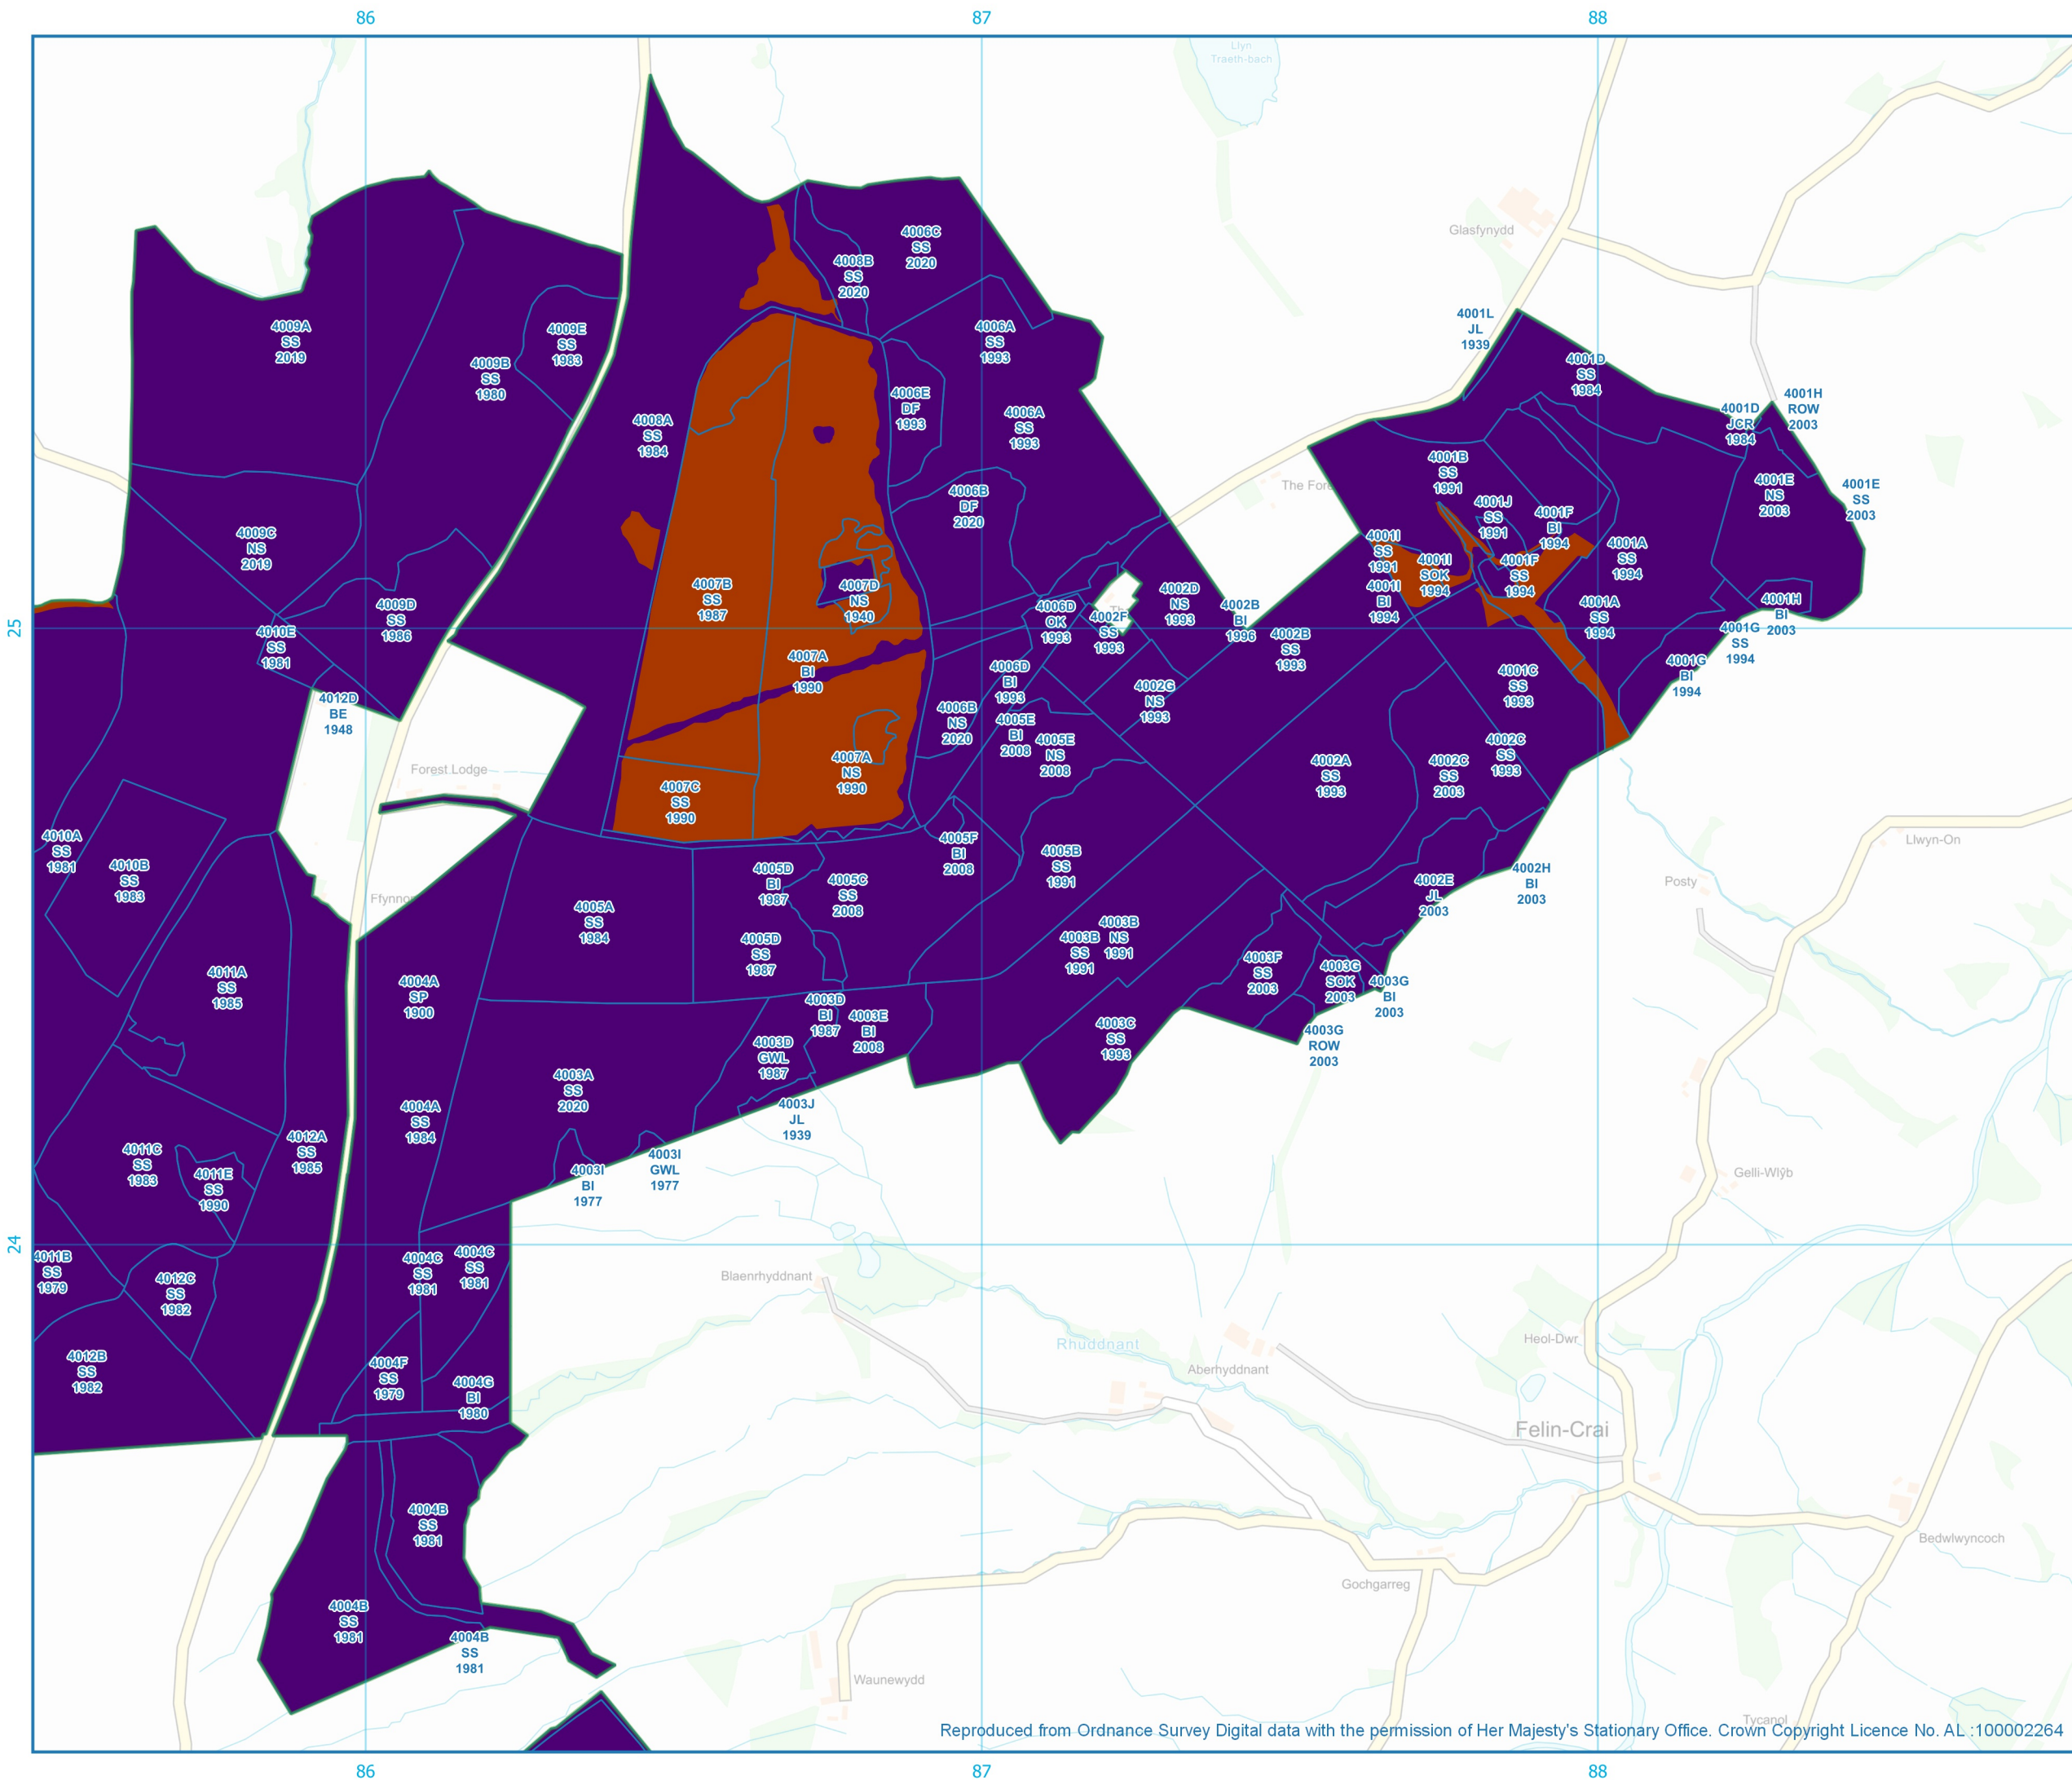 86
87
88
Llyn
Traeth-bach
Glasfynydd
4006C
SS
2020
4008B
SS
2020
4009A
SS
2019
4009E
SS
1983
4009B
SS
1980
4006A
SS
1993
4001L
JL
1939
4001D
SS
1984
4001D
JCR
1984
4001H
ROW
2003
4006E
DF
1993
4006A
SS
1993
4008A
SS
1984
4001B
SS
1991
4001E
NS
2003
4001E
SS
2003
The Fore
4006B
DF
2020
4001J
SS
1991
4001F
BI
1994
4009C
NS
2019
4001I
SS
1991
4001I
SOK
1994
4001F
SS
1994
4001A
SS
1994
4001I
BI
1994
4007B
SS
1987
4007D
NS
1940
4002D
NS
1993
The
4009D
SS
1986
4006D
OK
1993
4002F
SS
1993
4002B
BI
1996
4001A
SS
1994
4001H
BI
2003
25
25
4010E
SS
1981
4002B
SS
1993
4001G
SS
1994
4007A
BI
1990
4006D
BI
1993
4002G
NS
1993
4001C
SS
1993
4001G
BI
1994
4012D
BE
1948
4006B
NS
2020
4005E
BI
2008
4005E
NS
2008
4002C
SS
1993
Forest Lodge
4007A
NS
1990
4002A
SS
1993
4002C
SS
2003
4007C
SS
1990
4010A
SS
1981
4010B
SS
1983
4005F
BI
2008
4005B
SS
1991
Llwyn-On
Posty
4005D
BI
1987
4005C
SS
2008
4002E
JL
2003
4002H
BI
2003
Ffynnon
4005A
SS
1984
4005D
SS
1987
4003B
SS
1991
4003B
NS
1991
4003F
SS
2003
4003G
SOK
2003
4003G
BI
2003
4011A
SS
1985
4004A
SP
1900
4003D
BI
1987
4003E
BI
2008
4003C
SS
1993
4003G
ROW
2003
4003D
GWL
1987
4003A
SS
2020
4003J
JL
1939
4004A
SS
1984
4011C
SS
1983
4012A
SS
1985
4011E
SS
1990
4003I
BI
1977
4003I
GWL
1977
Gelli-Wlŷb
24
4011B
SS
1979
4012C
SS
1982
4004C
SS
1981
4004C
SS
1981
Blaenrhyddnant
Rhuddnant
Aberhyddnant
Heol-Dwr
4012B
SS
1982
4004F
SS
1979
4004G
BI
1980
Felin-Crai
4004B
SS
1981
Bedwlwyncoch
Gochgarreg
4004B
SS
1981
4004B
SS
1981
Waunewydd
Tycanol
Reproduced from Ordnance Survey Digital data with the permission of Her Majesty's Stationary Office. Crown Copyright Licence No. AL :100002264
86
87
88